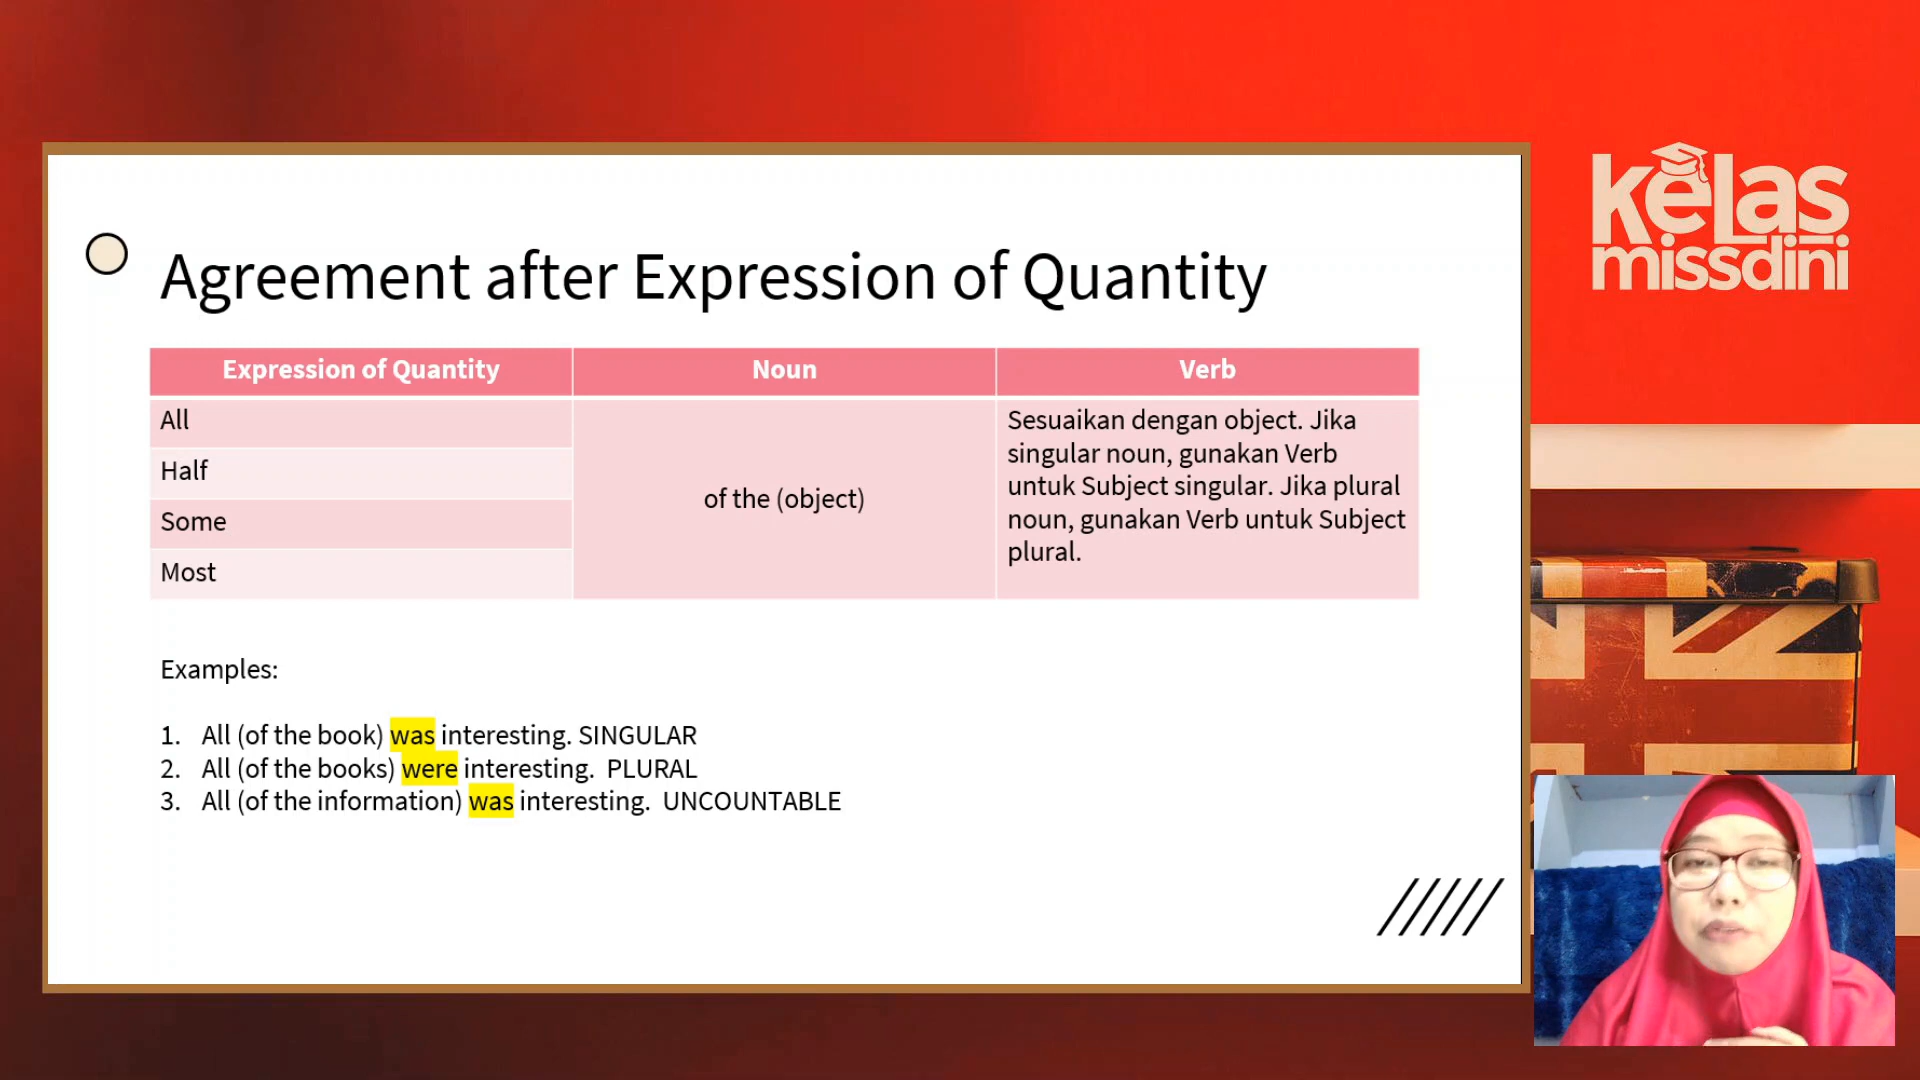 kelas
missdini
Agreement after Expression of Quantity
Expression of Quantity Noun Verb
All
Half
Some
Most
of the (object)
Sesuaikan dengan object. Jika
singular noun, gunakan Verb
untuk Subject singular. Jika plural
noun, gunakan Verb untuk Subject
plural.
Examples:
1. All (of the book) was interesting. SINGULAR
2. All (of the books) were interesting. PLURAL
3. All (of the information) was interesting. UNCOUNTABLE